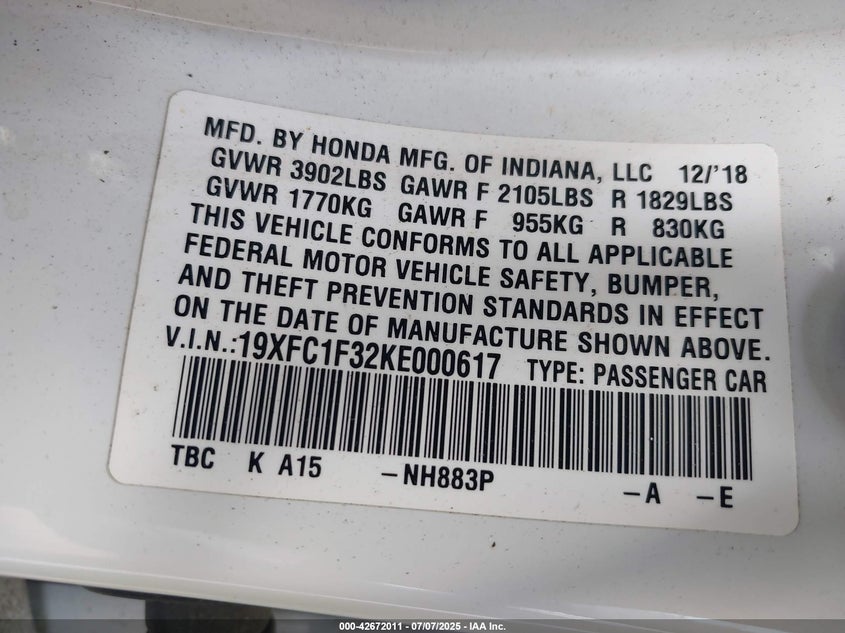 MFD. BY HONDA MFG. OF INDIANA, LLC 12/'18
GVWR 3902LBS GAWR F 2105LBS R 1829LBS
GVWR 1770KG GAWR F 955KG R 830KG
THIS VEHICLE CONFORMS TO ALL APPLICABLE
FEDERAL MOTOR VEHICLE SAFETY, BUMPER,
AND THEFT PREVENTION STANDARDS IN EFFECT
ON THE DATE OF MANUFACTURE SHOWN ABOVE.
V.I.N.:19XFC1F32KE000617 TYPE: PASSENGER CAR
TBC K A15 -NH883P -A -E
000-42672011 - 07/07/2025 - IAA Inc.